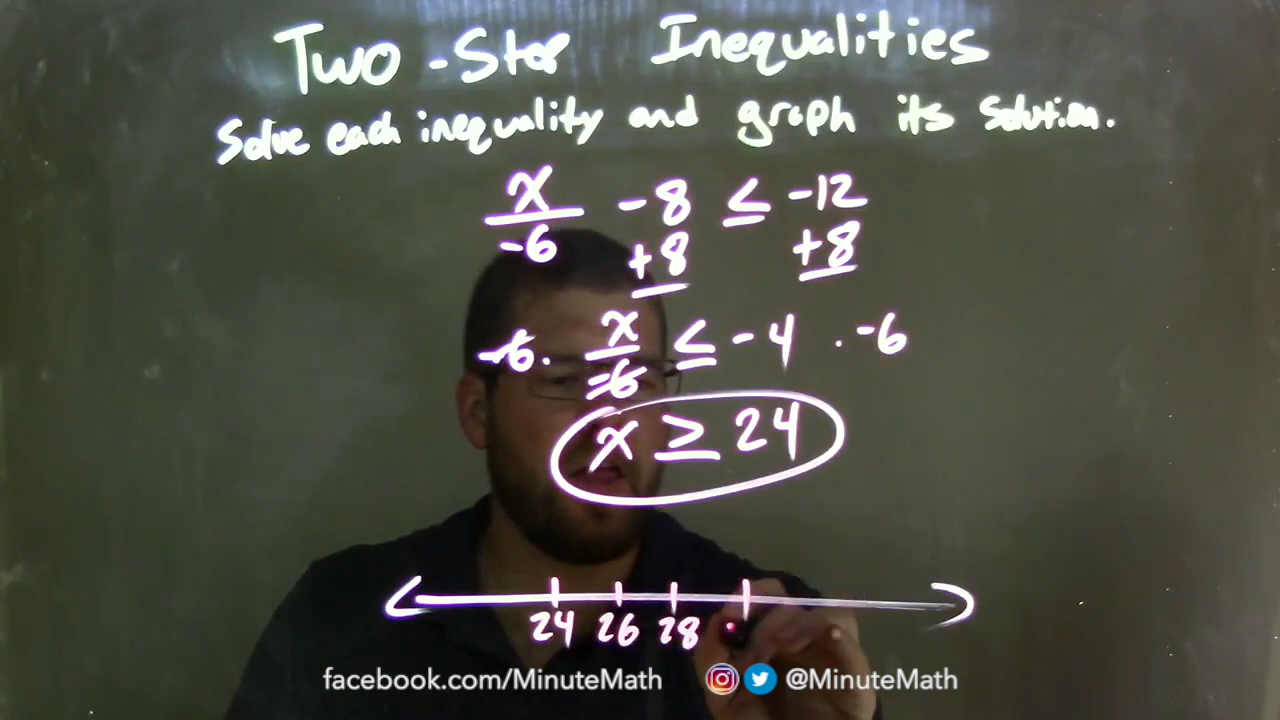 Two-Step Inequalities
Solve each inequality and graph its solution.
x/-6 -8 ≤ -12
+8 +8
-6 · x/-6 ≤ -4 · -6
x ≥ 24
24 26 28
facebook.com/MinuteMath @MinuteMath